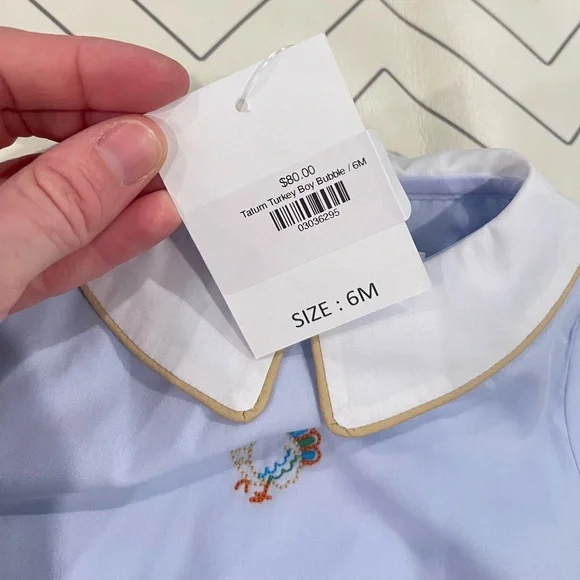 $80.00
Tatum Turkey Boy Bubble / 6M
03036295
SIZE : 6M